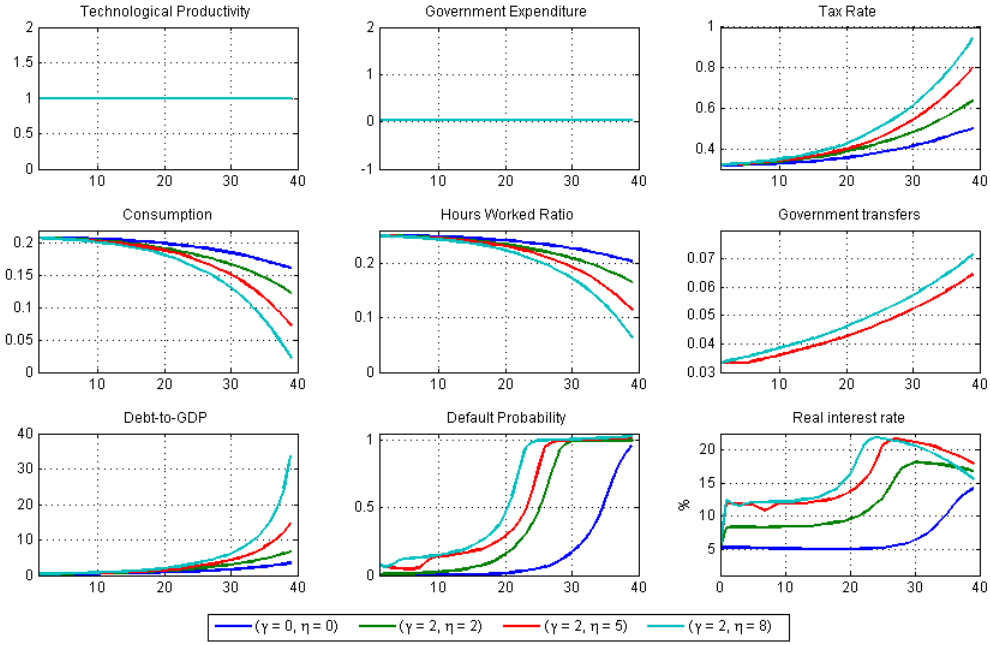 Technological Productivity
Government Expenditure
Tax Rate
2
1.5
1
0.5
0
10 20 30 40
2
1
0
-1
10 20 30 40
1
0.8
0.6
0.4
10 20 30 40
Consumption
Hours Worked Ratio
Government transfers
0.2
0.15
0.1
0.05
0
10 20 30 40
0.2
0.1
0
10 20 30 40
0.07
0.06
0.05
0.04
0.03
10 20 30 40
Debt-to-GDP
Default Probability
Real interest rate
40
30
20
10
0
10 20 30 40
1
0.5
0
10 20 30 40
%
20
15
10
5
0 10 20 30 40
(γ = 0, η = 0) (γ = 2, η = 2) (γ = 2, η = 5) (γ = 2, η = 8)